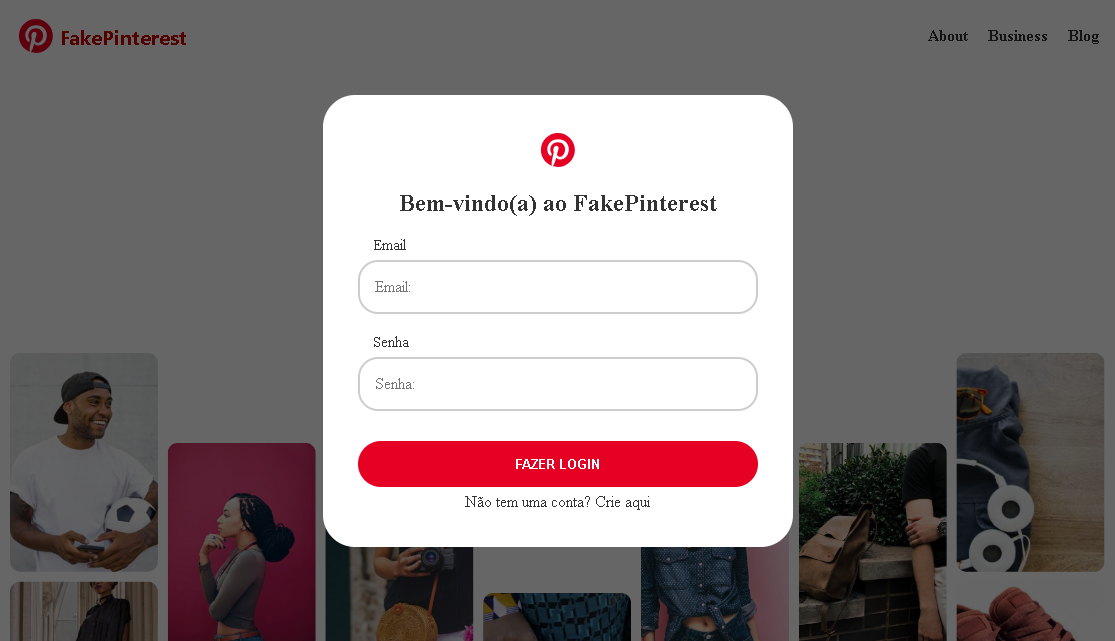 FakePinterest
About Business Blog
Bem-vindo(a) ao FakePinterest
Email
Email:
Senha
Senha:
FAZER LOGIN
Não tem uma conta? Crie aqui